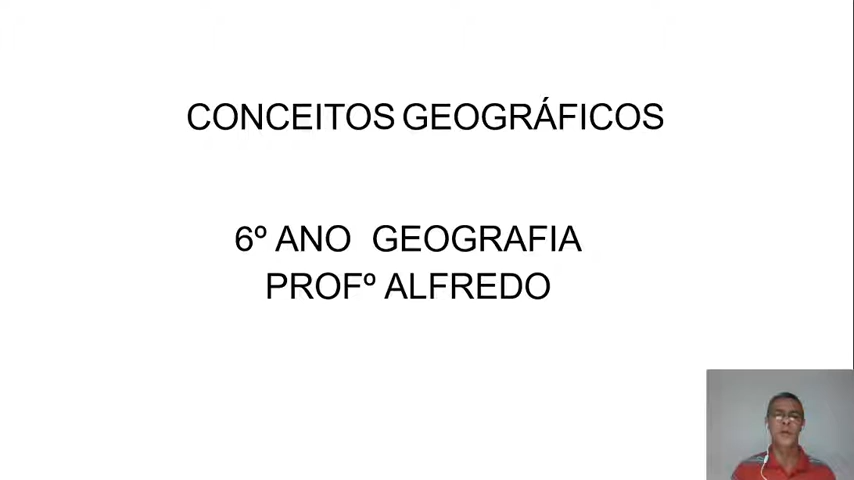 CONCEITOS GEOGRÁFICOS
6º ANO GEOGRAFIA
PROFº ALFREDO